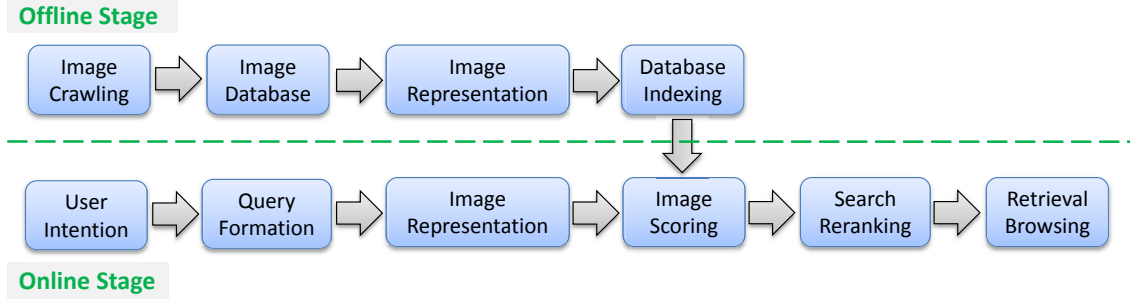 Offline Stage
Image
Crawling
Image
Database
Image
Representation
Database
Indexing
User
Intention
Query
Formation
Image
Representation
Image
Scoring
Search
Reranking
Retrieval
Browsing
Online Stage